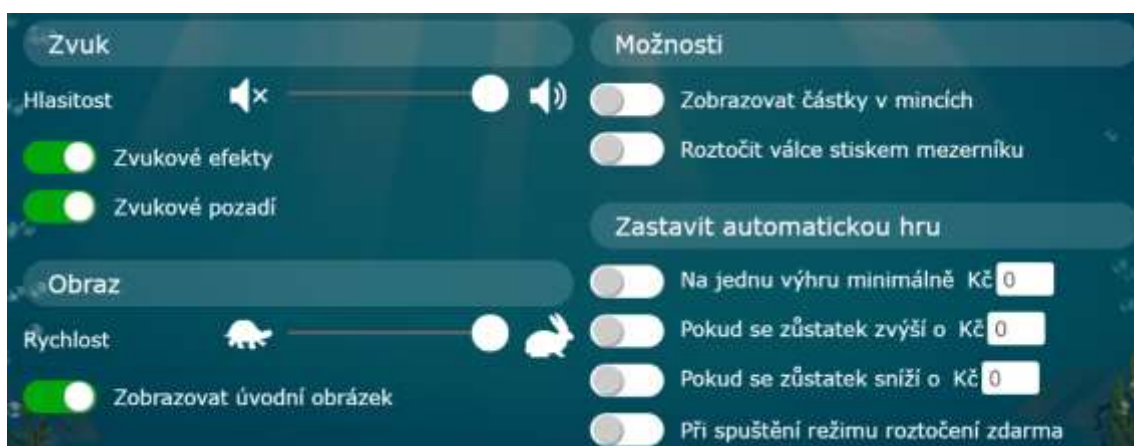 Zvuk
Hlasitost
Zvukové efekty
Zvukové pozadí
Obraz
Rychlost
Zobrazovat úvodní obrázek
Možnosti
Zobrazovat částky v mincích
Roztočit válce stiskem mezerníku
Zastavit automatickou hru
Na jednu výhru minimálně Kč 0
Pokud se zůstatek zvýší o Kč 0
Pokud se zůstatek sníží o Kč 0
Při spuštění režimu roztočení zdarma